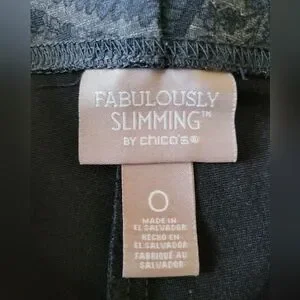 FABULOUSLY
SLIMMING™
BY chico's®
0
MADE IN
EL SALVADOR
HECHO EN
EL SALVADOR
FABRIQUÉ AU
SALVADOR